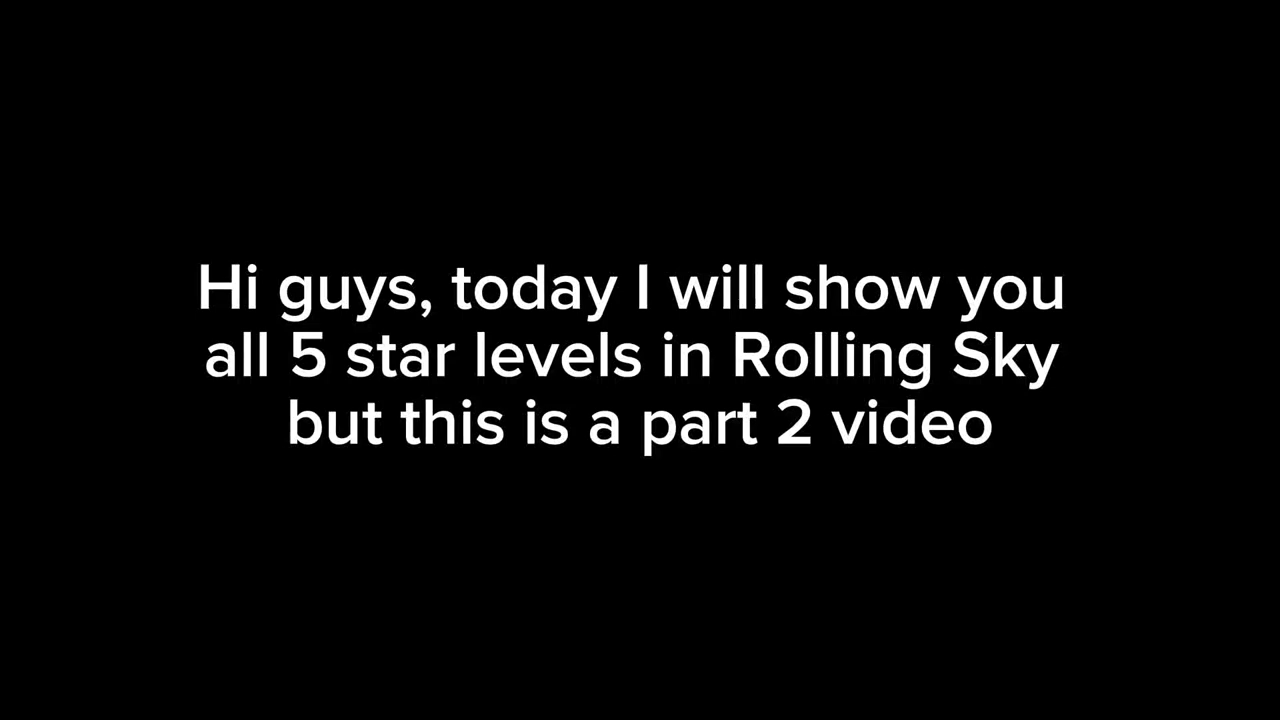 Hi guys, today I will show you
all 5 star levels in Rolling Sky
but this is a part 2 video